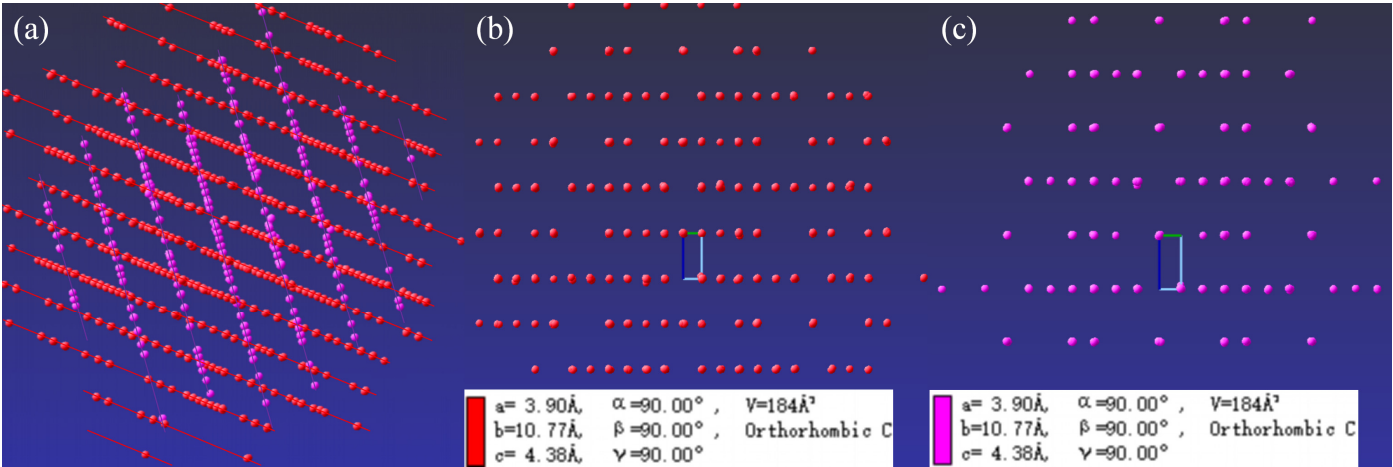 (a)
(b)
(c)
a= 3.90Å, α=90.00° , V=184Å³
b=10.77Å, β=90.00° , Orthorhombic C
c= 4.38Å, γ=90.00°
a= 3.90Å, α=90.00° , V=184Å³
b=10.77Å, β=90.00° , Orthorhombic C
c= 4.38Å, γ=90.00°